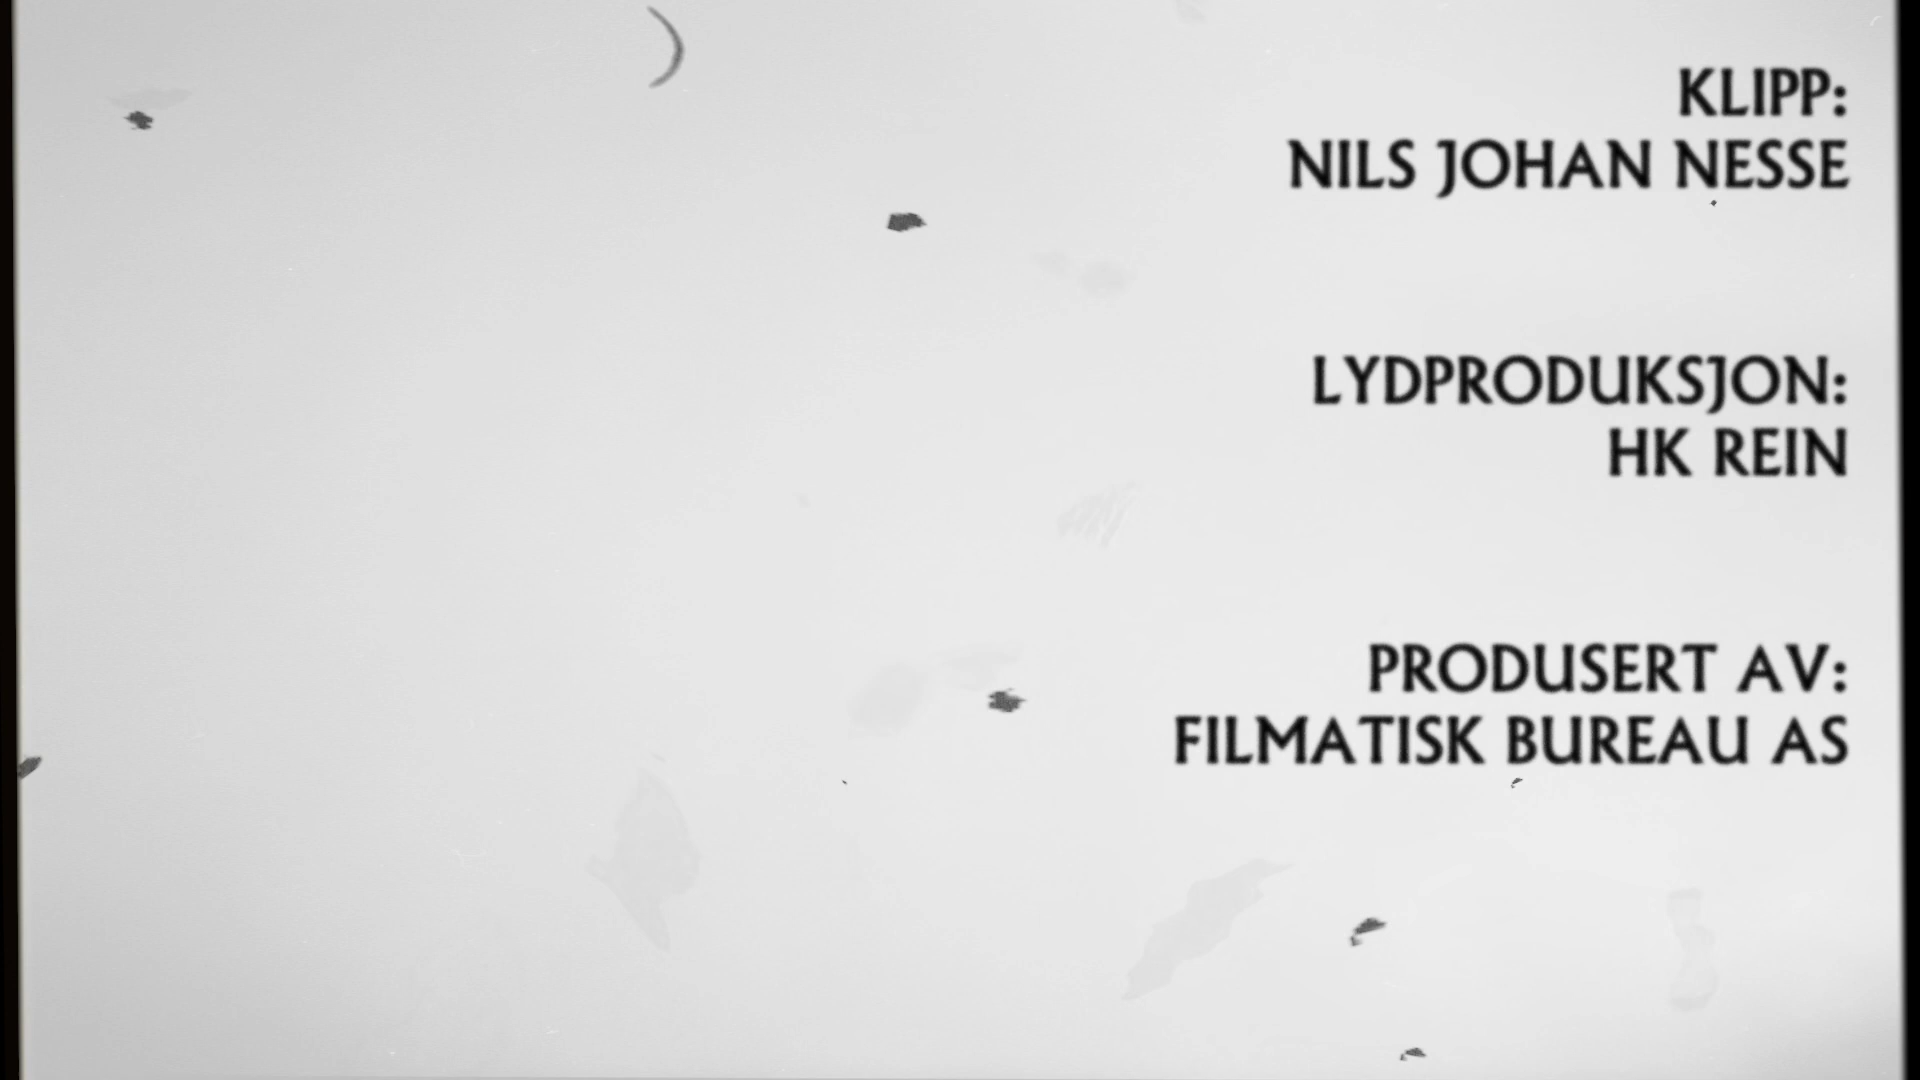 KLIPP:
NILS JOHAN NESSE
LYDPRODUKSJON:
HK REIN
PRODUSERT AV:
FILMATISK BUREAU AS